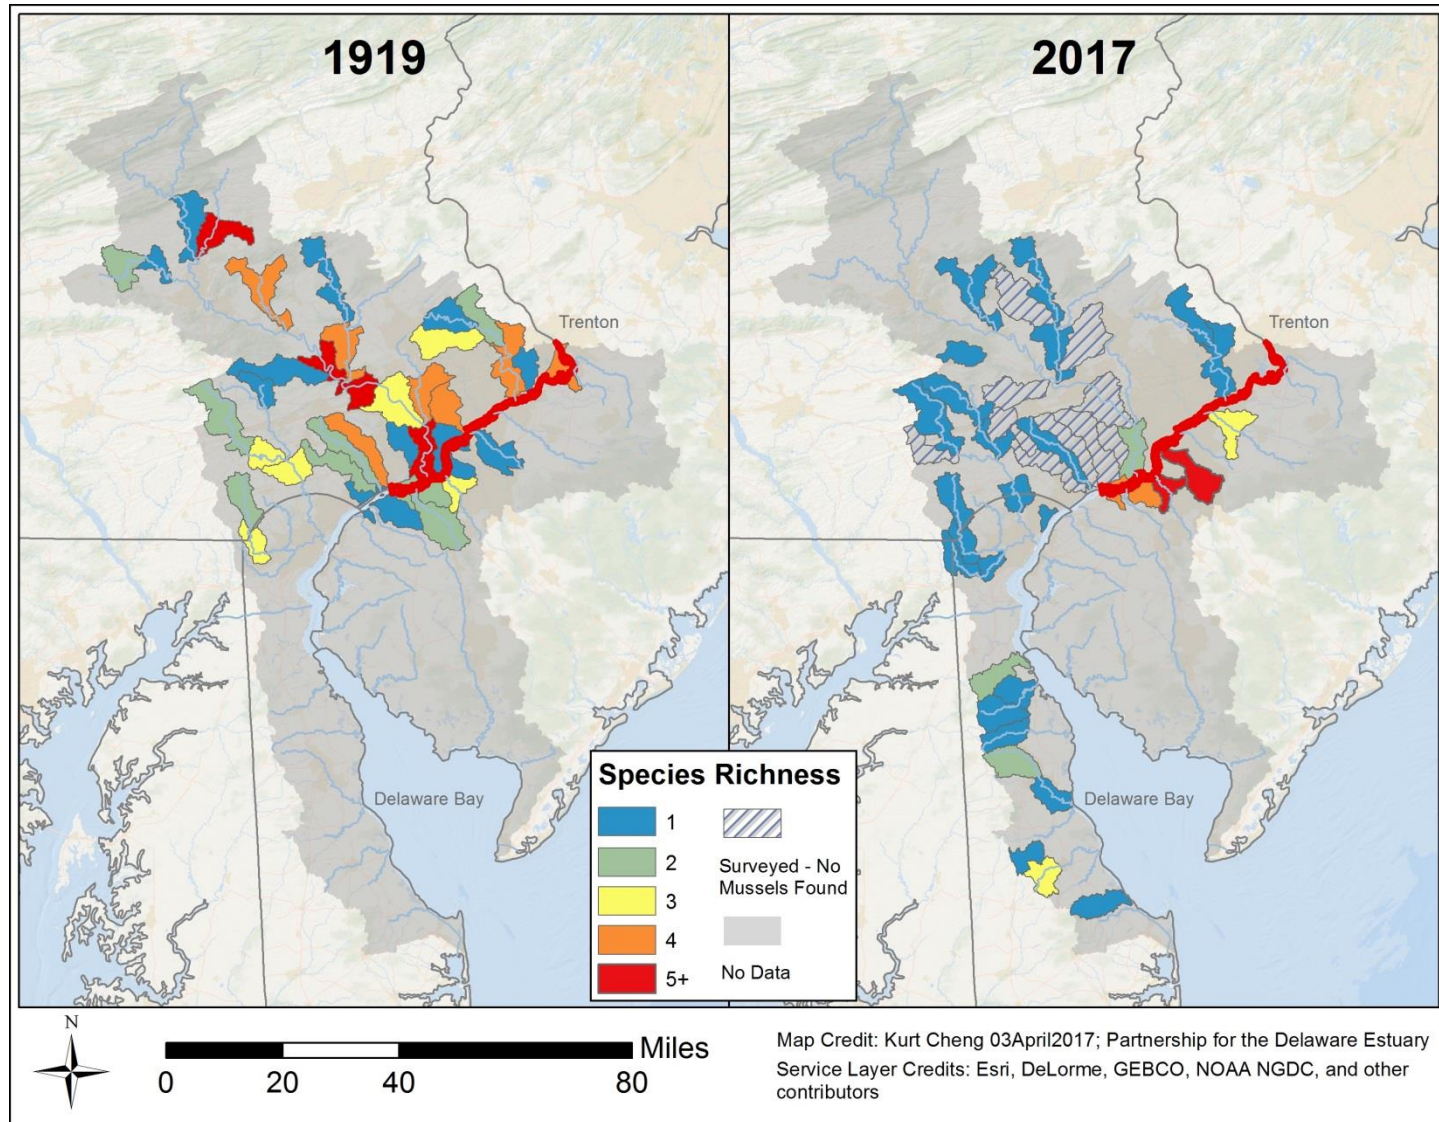 1919
2017
Trenton
Trenton
Delaware Bay
Delaware Bay
Species Richness
1
2
3
4
5+
Surveyed - No
Mussels Found
No Data
N
0
20
40
80
Miles
Map Credit: Kurt Cheng 03April2017; Partnership for the Delaware Estuary
Service Layer Credits: Esri, DeLorme, GEBCO, NOAA NGDC, and other
contributors